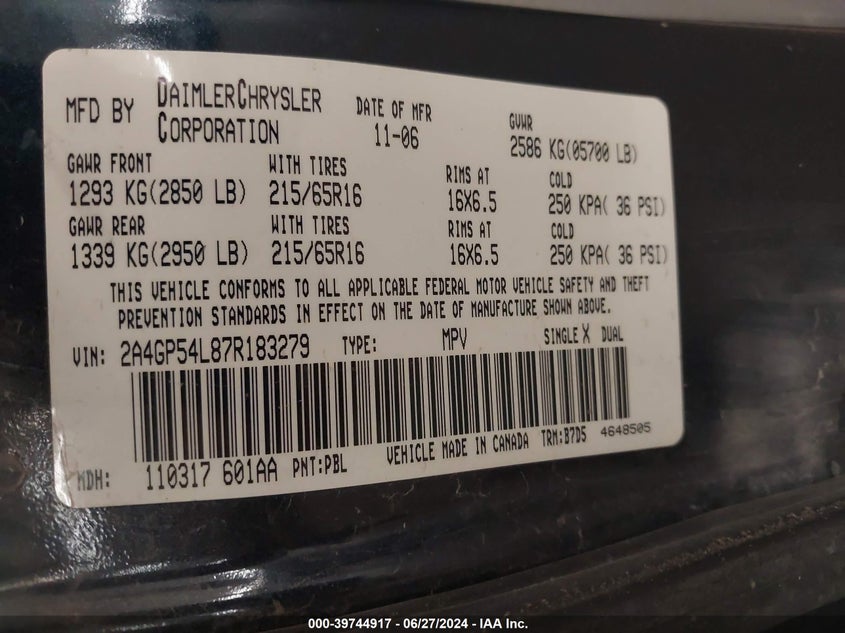 MFD BY DAIMLERCHRYSLER CORPORATION DATE OF MFR 11-06 GVWR 2586 KG(05700 LB)
GAWR FRONT WITH TIRES RIMS AT COLD
1293 KG(2850 LB) 215/65R16 16X6.5 250 KPA( 36 PSI)
GAWR REAR WITH TIRES RIMS AT COLD
1339 KG(2950 LB) 215/65R16 16X6.5 250 KPA( 36 PSI)
THIS VEHICLE CONFORMS TO ALL APPLICABLE FEDERAL MOTOR VEHICLE SAFETY AND THEFT
PREVENTION STANDARDS IN EFFECT ON THE DATE OF MANUFACTURE SHOWN ABOVE.
VIN: 2A4GP54L87R183279 TYPE: MPV SINGLE X DUAL
MDH: 110317 601AA PNT:PBL VEHICLE MADE IN CANADA TRM:B7D5 4648505
000-39744917 - 06/27/2024 - IAA Inc.